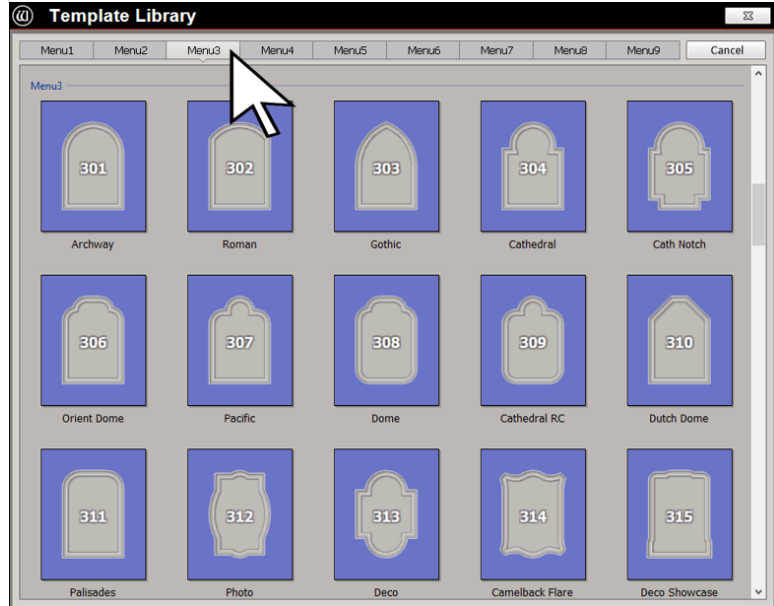 Template Library
Menu1 Menu2 Menu3 Menu4 Menu5 Menu6 Menu7 Menu8 Menu9 Cancel
Menu3
301 302 303 304 305
Archway Roman Gothic Cathedral Cath Notch
306 307 308 309 310
Orient Dome Pacific Dome Cathedral RC Dutch Dome
311 312 313 314 315
Palisades Photo Deco Camelback Flare Deco Showcase